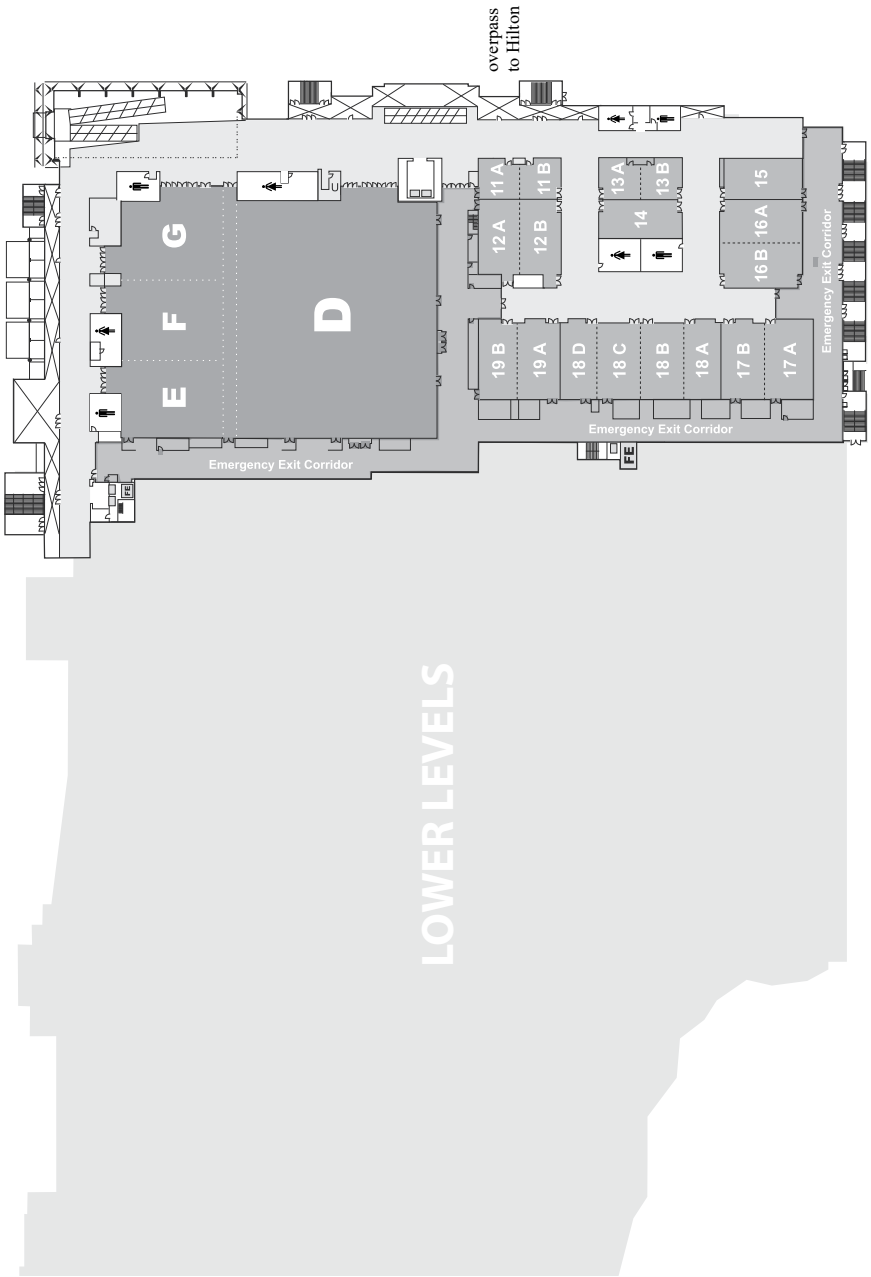 overpass
to Hilton
G
F
E
D
11 A
11 B
12 A
12 B
13 A
13 B
14
15
16 A
16 B
19 B
19 A
18 D
18 C
18 B
18 A
17 B
17 A
Emergency Exit Corridor
Emergency Exit Corridor
Emergency Exit Corridor
FE
FE
LOWER LEVELS